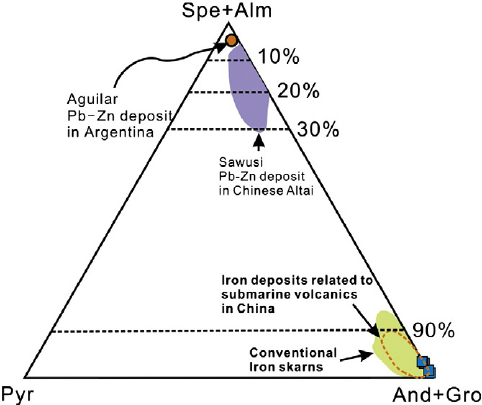 Spe+Alm
10%
20%
30%
Aguilar
Pb-Zn deposit
in Argentina
Sawusi
Pb-Zn deposit
in Chinese Altai
Iron deposits related to
submarine volcanics
in China
90%
Conventional
Iron skarns
Pyr
And+Gro